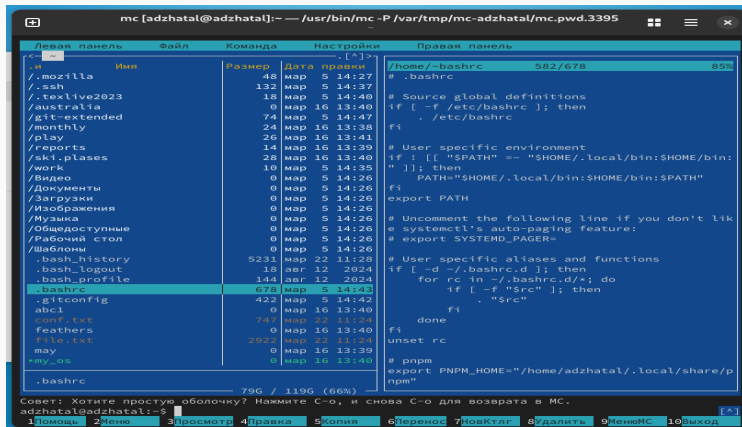 mc [adzhatal@adzhatal]:~ — /usr/bin/mc -P /var/tmp/mc-adzhatal/mc.pwd.3395
Левая панель Файл Команда Настройки Правая панель
<— ~ .[^]>
.и Имя Размер Дата правки
/.mozilla 48 мар 5 14:27
/.ssh 132 мар 5 14:37
/.texlive2023 18 мар 5 14:40
/australia 0 мар 16 13:40
/git-extended 74 мар 5 14:47
/monthly 24 мар 16 13:38
/play 26 мар 16 13:41
/reports 14 мар 16 13:39
/ski.plases 28 мар 16 13:40
/work 10 мар 5 14:35
/Видео 0 мар 5 14:26
/Документы 0 мар 5 14:26
/Загрузки 0 мар 5 14:26
/Изображения 0 мар 5 14:26
/Музыка 0 мар 5 14:26
/Общедоступные 0 мар 5 14:26
/Рабочий стол 0 мар 5 14:26
/Шаблоны 0 мар 5 14:26
.bash_history 5231 мар 22 11:28
.bash_logout 18 авг 12 2024
.bash_profile 144 авг 12 2024
.bashrc 678 мар 5 14:43
.gitconfig 422 мар 5 14:42
abc1 0 мар 16 13:40
conf.txt 747 мар 22 11:24
feathers 0 мар 16 13:40
file.txt 2922 мар 22 11:24
may 0 мар 16 13:39
*my_os 0 мар 16 13:40
.bashrc
79G / 119G (66%)
/home/~bashrc 582/678 85%
# .bashrc
# Source global definitions
if [ -f /etc/bashrc ]; then
. /etc/bashrc
fi
# User specific environment
if ! [[ "$PATH" =~ "$HOME/.local/bin:$HOME/bin:
" ]]; then
PATH="$HOME/.local/bin:$HOME/bin:$PATH"
fi
export PATH
# Uncomment the following line if you don't lik
e systemctl's auto-paging feature:
# export SYSTEMD_PAGER=
# User specific aliases and functions
if [ -d ~/.bashrc.d ]; then
for rc in ~/.bashrc.d/*; do
if [ -f "$rc" ]; then
. "$rc"
fi
done
fi
unset rc
# pnpm
export PNPM_HOME="/home/adzhatal/.local/share/p
npm"
Совет: Хотите простую оболочку? Нажмите C-o, и снова C-o для возврата в MC.
adzhatal@adzhatal:~$ [^]
1Помощь 2Меню 3Просмотр 4Правка 5Копия 6Перенос 7НовКтлг 8Удалить 9МенюMC 10Выход